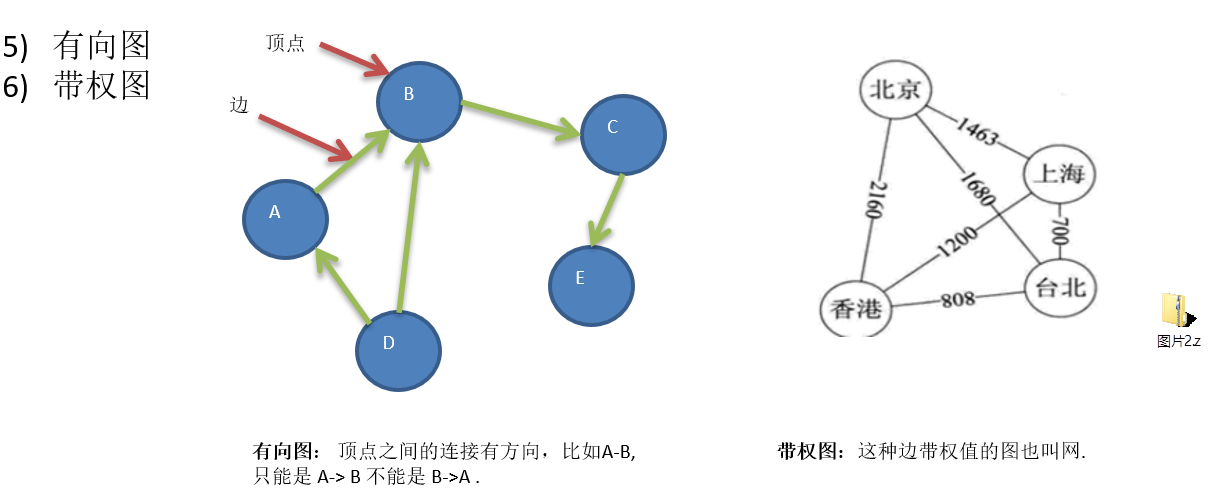 5) 有向图
6) 带权图
顶点
边
B
C
A
E
D
北京
1463
上海
2160
1680
1200
700
台北
香港
808
图片2.z
有向图： 顶点之间的连接有方向，比如A-B,
只能是 A-> B 不能是 B->A .
带权图：这种边带权值的图也叫网.